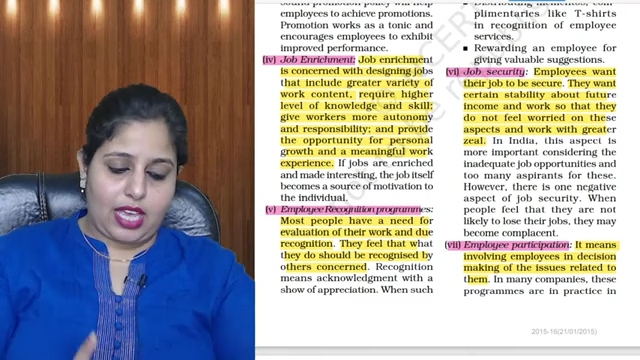 sound promotion policy will help
employees to achieve promotions.
Promotion works as a tonic and
encourages employees to exhibit
improved performance.
(iv) Job Enrichment: Job enrichment
is concerned with designing jobs
that include greater variety of
work content, require higher
level of knowledge and skill;
give workers more autonomy
and responsibility; and provide
the opportunity for personal
growth and a meaningful work
experience. If jobs are enriched
and made interesting, the job itself
becomes a source of motivation to
the individual.
(v) Employee Recognition programmes:
Most people have a need for
evaluation of their work and due
recognition. They feel that what
they do should be recognised by
others concerned. Recognition
means acknowledgment with a
show of appreciation. When such
Distributing mementos, com-
plimentaries like T-shirts
in recognition of employee
services.
▪ Rewarding an employee for
giving valuable suggestions.
(vi) Job security: Employees want
their job to be secure. They want
certain stability about future
income and work so that they
do not feel worried on these
aspects and work with greater
zeal. In India, this aspect is
more important considering the
inadequate job opportunities and
too many aspirants for these.
However, there is one negative
aspect of job security. When
people feel that they are not
likely to lose their jobs, they may
become complacent.
(vii) Employee participation: It means
involving employees in decision
making of the issues related to
them. In many companies, these
programmes are in practice in
2015-16(21/01/2015)